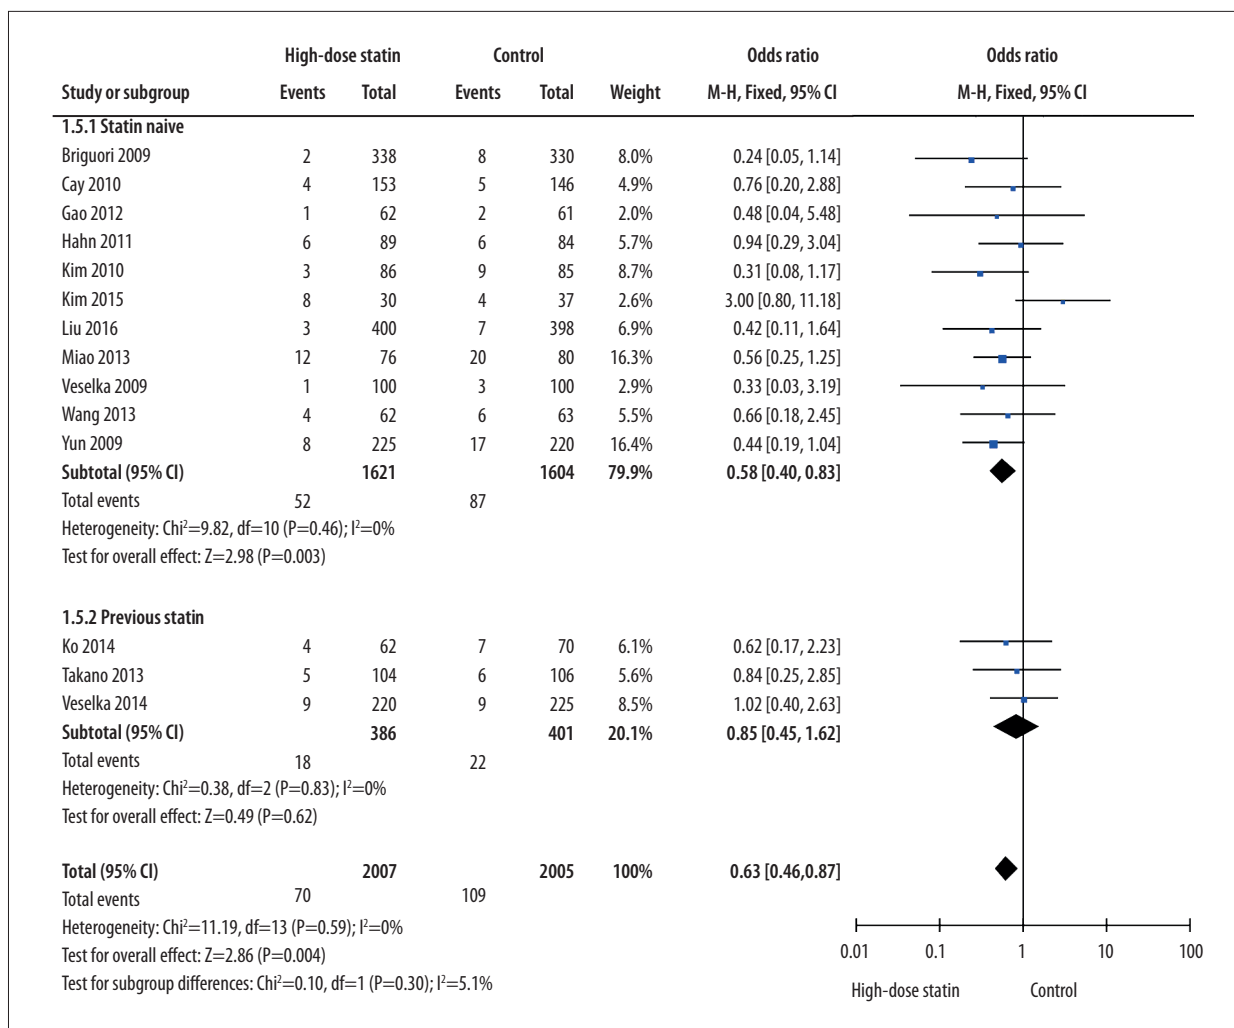 High-dose statin Control Odds ratio Odds ratio
Study or subgroup Events Total Events Total Weight M-H, Fixed, 95% CI M-H, Fixed, 95% CI
1.5.1 Statin naive
Briguori 2009 2 338 8 330 8.0% 0.24 [0.05, 1.14]
Cay 2010 4 153 5 146 4.9% 0.76 [0.20, 2.88]
Gao 2012 1 62 2 61 2.0% 0.48 [0.04, 5.48]
Hahn 2011 6 89 6 84 5.7% 0.94 [0.29, 3.04]
Kim 2010 3 86 9 85 8.7% 0.31 [0.08, 1.17]
Kim 2015 8 30 4 37 2.6% 3.00 [0.80, 11.18]
Liu 2016 3 400 7 398 6.9% 0.42 [0.11, 1.64]
Miao 2013 12 76 20 80 16.3% 0.56 [0.25, 1.25]
Veselka 2009 1 100 3 100 2.9% 0.33 [0.03, 3.19]
Wang 2013 4 62 6 63 5.5% 0.66 [0.18, 2.45]
Yun 2009 8 225 17 220 16.4% 0.44 [0.19, 1.04]
Subtotal (95% CI) 1621 1604 79.9% 0.58 [0.40, 0.83]
Total events 52 87
Heterogeneity: Chi²=9.82, df=10 (P=0.46); I²=0%
Test for overall effect: Z=2.98 (P=0.003)
1.5.2 Previous statin
Ko 2014 4 62 7 70 6.1% 0.62 [0.17, 2.23]
Takano 2013 5 104 6 106 5.6% 0.84 [0.25, 2.85]
Veselka 2014 9 220 9 225 8.5% 1.02 [0.40, 2.63]
Subtotal (95% CI) 386 401 20.1% 0.85 [0.45, 1.62]
Total events 18 22
Heterogeneity: Chi²=0.38, df=2 (P=0.83); I²=0%
Test for overall effect: Z=0.49 (P=0.62)
Total (95% CI) 2007 2005 100% 0.63 [0.46,0.87]
Total events 70 109
Heterogeneity: Chi²=11.19, df=13 (P=0.59); I²=0%
Test for overall effect: Z=2.86 (P=0.004)
Test for subgroup differences: Chi²=0.10, df=1 (P=0.30); I²=5.1%
0.01 0.1 1 10 100
High-dose statin Control